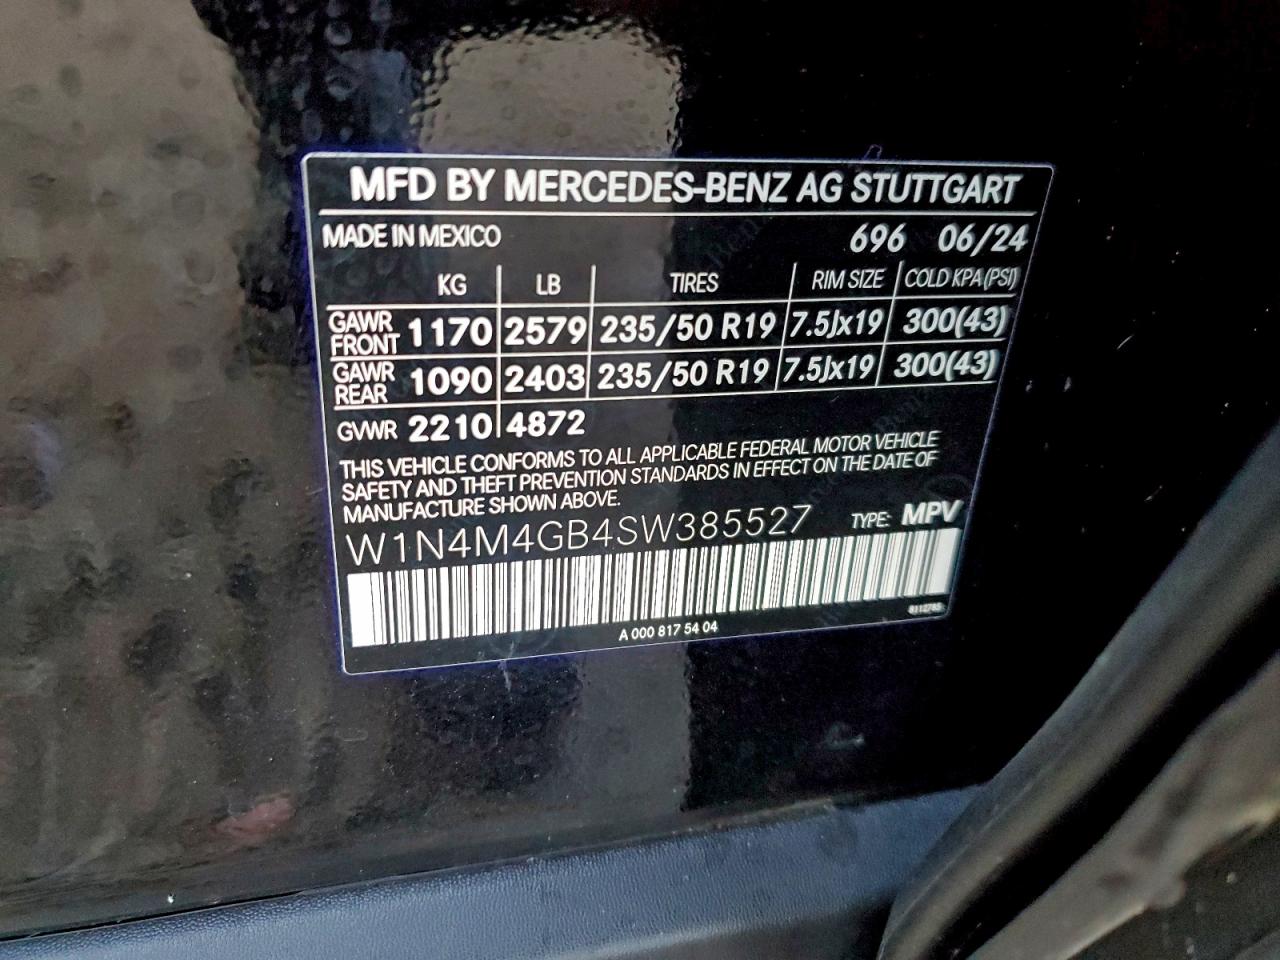 MFD BY MERCEDES-BENZ AG STUTTGART
MADE IN MEXICO 696 06/24
KG LB TIRES RIM SIZE COLD KPA (PSI)
GAWR FRONT 1170 2579 235/50 R19 7.5Jx19 300(43)
GAWR REAR 1090 2403 235/50 R19 7.5Jx19 300(43)
GVWR 2210 4872
THIS VEHICLE CONFORMS TO ALL APPLICABLE FEDERAL MOTOR VEHICLE
SAFETY AND THEFT PREVENTION STANDARDS IN EFFECT ON THE DATE OF
MANUFACTURE SHOWN ABOVE.
W1N4M4GB4SW385527 TYPE: MPV
A 000 817 54 04